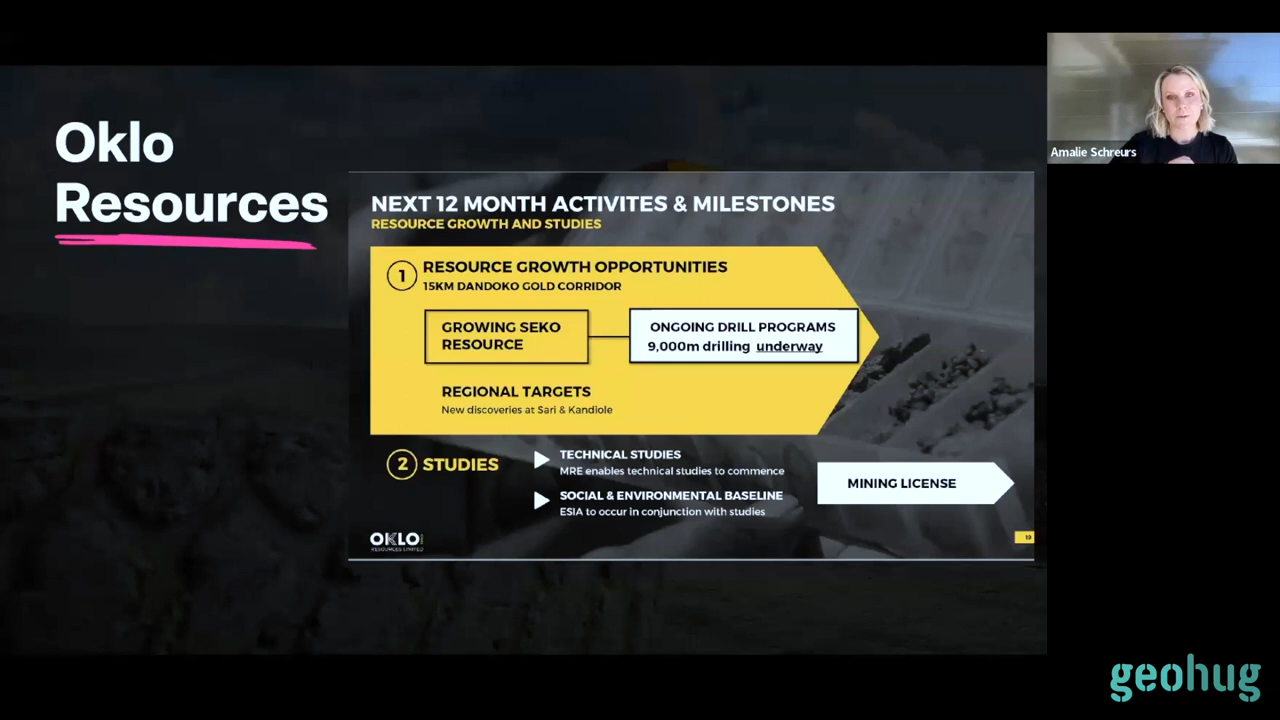 Oklo
Resources
NEXT 12 MONTH ACTIVITES & MILESTONES
RESOURCE GROWTH AND STUDIES
1
RESOURCE GROWTH OPPORTUNITIES
15KM DANDOKO GOLD CORRIDOR
GROWING SEKO
RESOURCE
ONGOING DRILL PROGRAMS
9,000m drilling underway
REGIONAL TARGETS
New discoveries at Sari & Kandiole
2 STUDIES
TECHNICAL STUDIES
MRE enables technical studies to commence
SOCIAL & ENVIRONMENTAL BASELINE
ESIA to occur in conjunction with studies
MINING LICENSE
OKLO
RESOURCES LIMITED
19
Amalie Schreurs
geohug